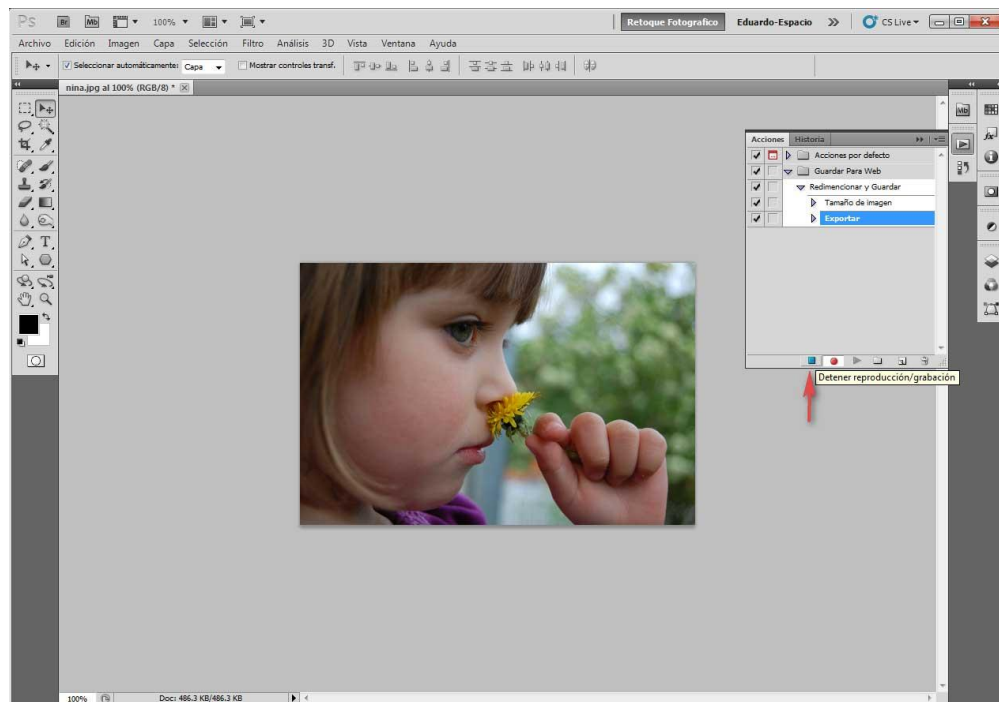 Ps Br Mb 100% Retoque Fotografico Eduardo-Espacio >> CS Live
Archivo Edición Imagen Capa Selección Filtro Análisis 3D Vista Ventana Ayuda
Seleccionar automáticamente: Capa Mostrar controles transf.
nina.jpg al 100% (RGB/8) *
Mb
Acciones Historia
Acciones por defecto
Guardar Para Web
Redimencionar y Guardar
Tamaño de imagen
Exportar
Detener reproducción/grabación
100% Doc: 486.3 KB/486.3 KB